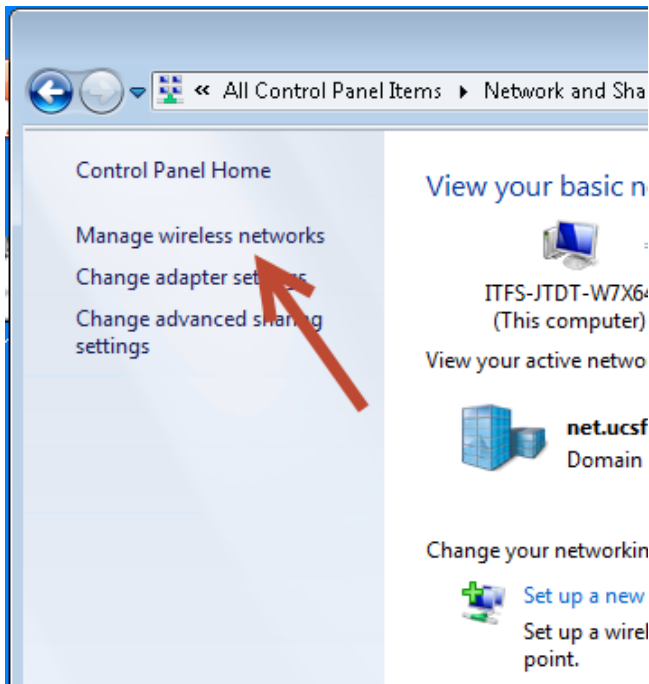 « All Control Panel Items ▸ Network and Sha
Control Panel Home
Manage wireless networks
Change adapter settings
Change advanced sharing
settings
View your basic n
ITFS-JTDT-W7X64
(This computer)
View your active netwo
net.ucsf
Domain
Change your networkin
Set up a new
Set up a wirel
point.